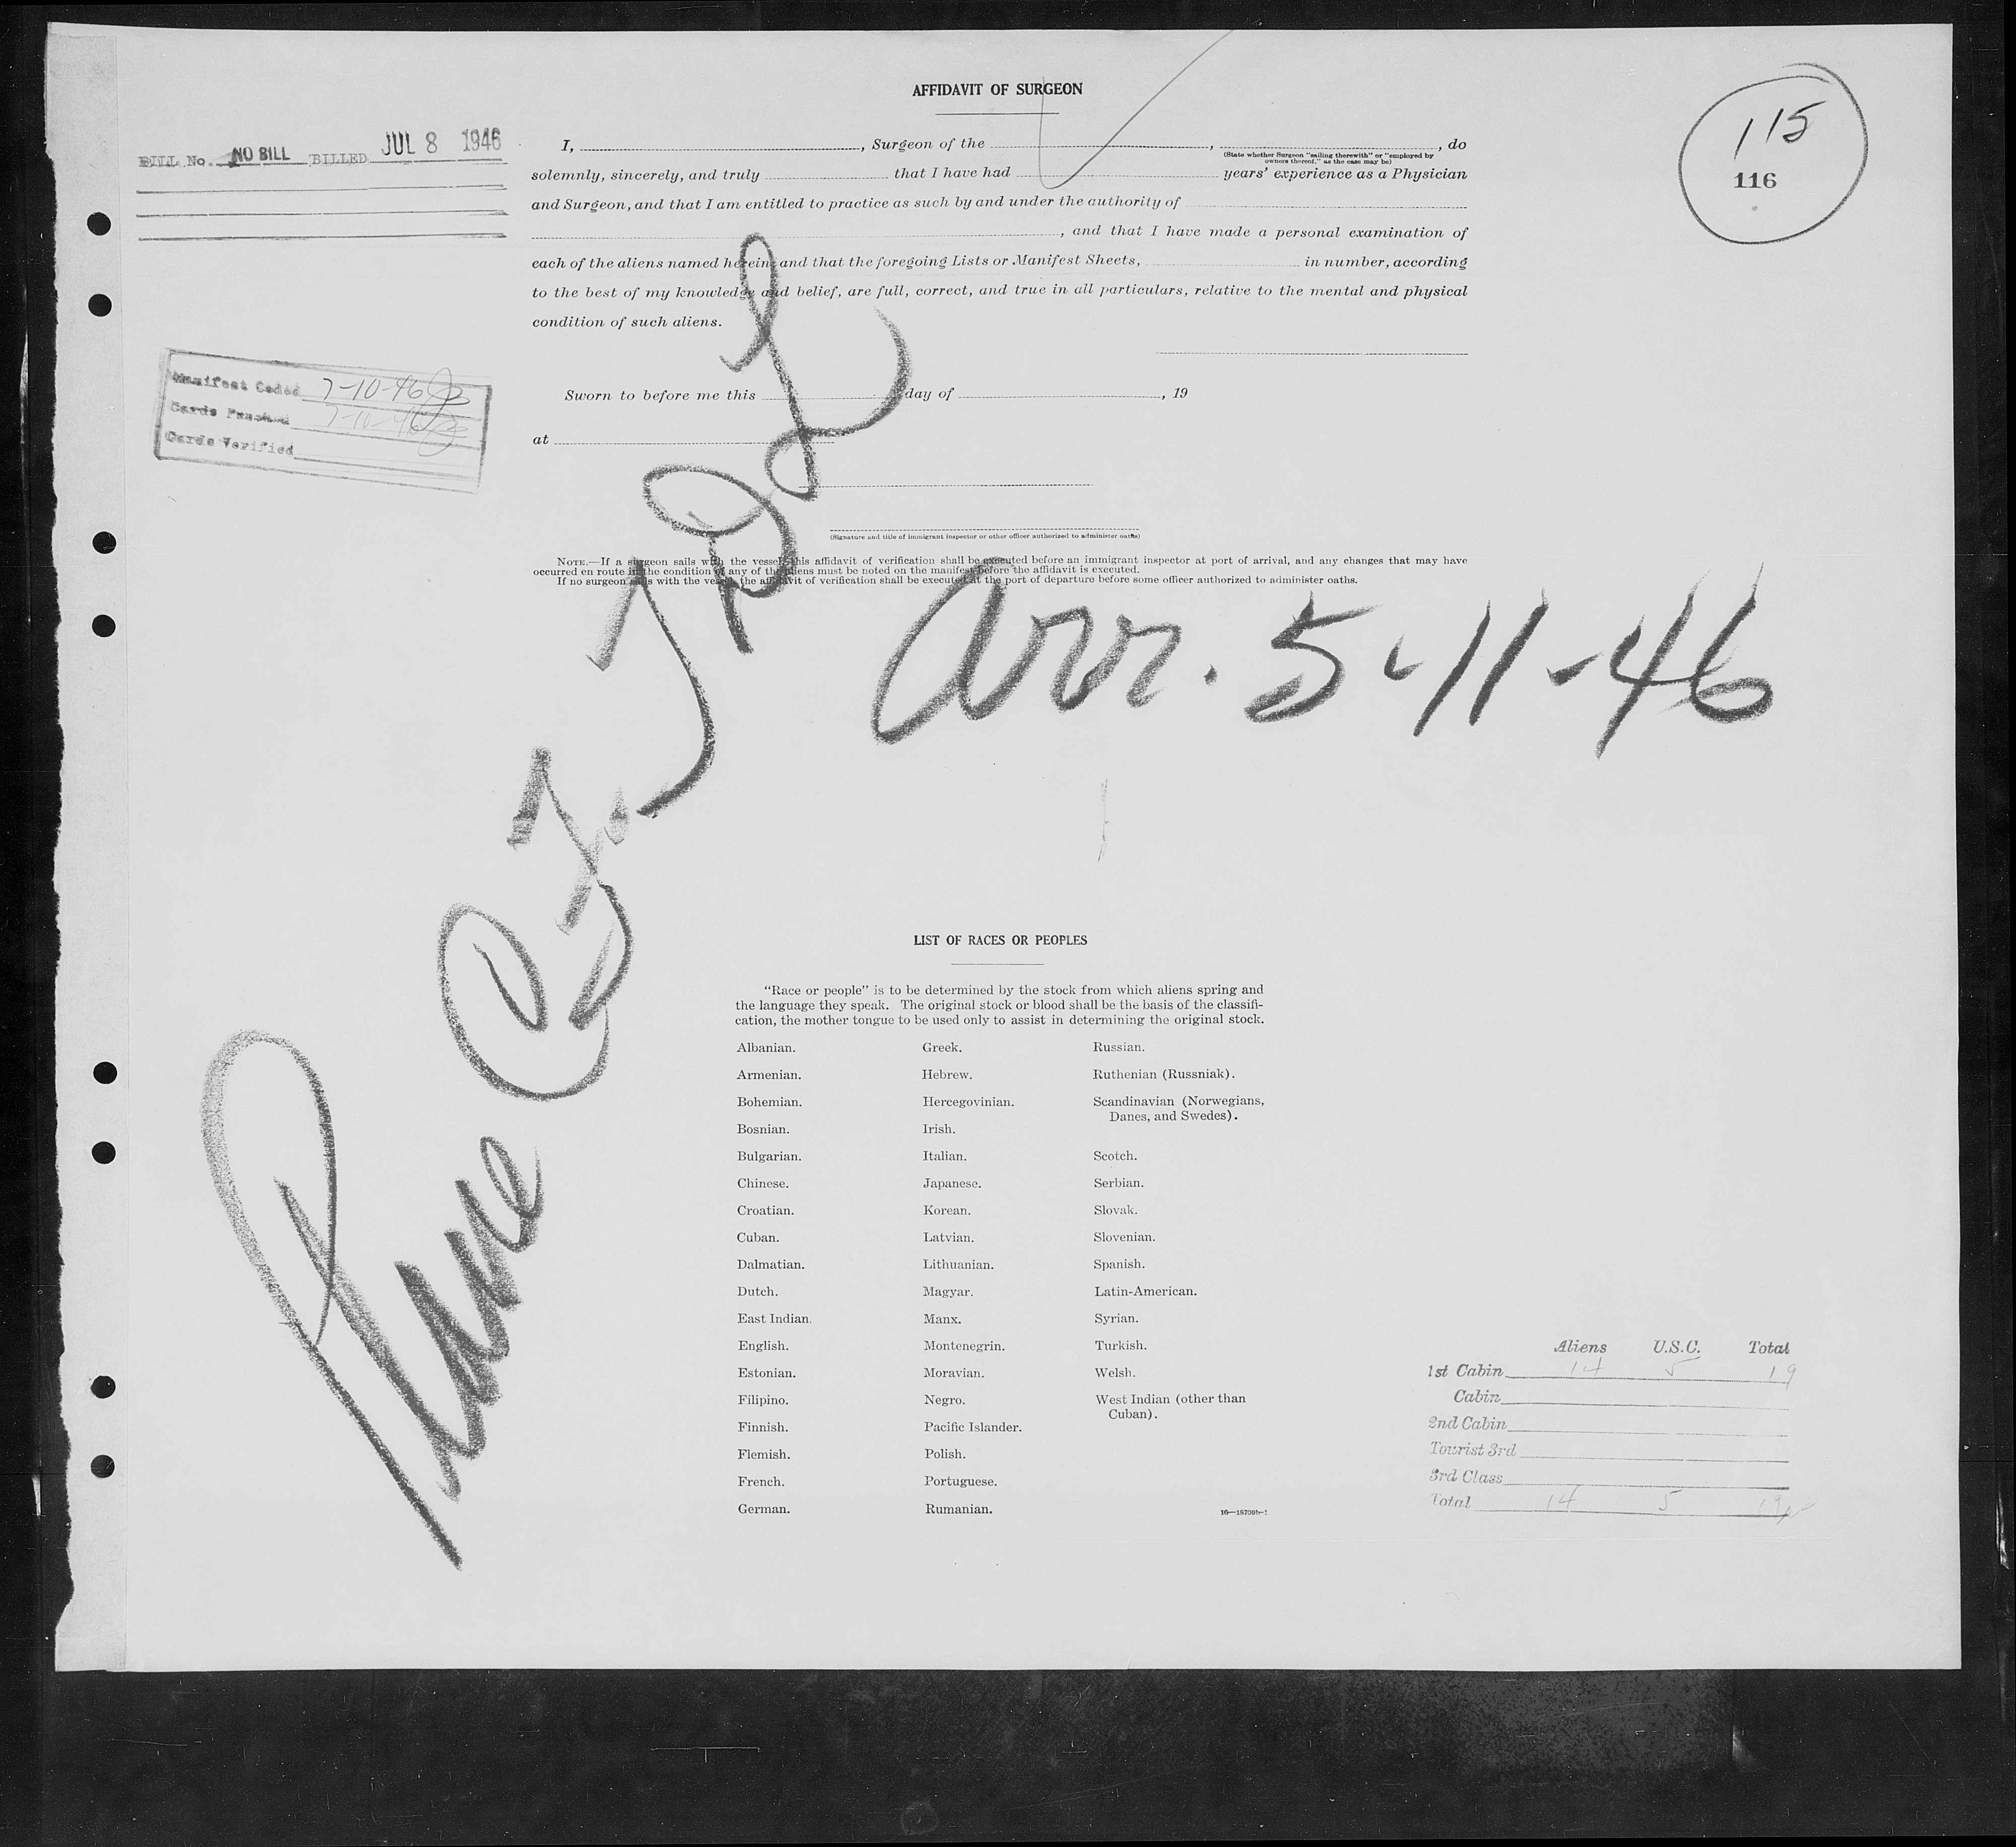 AFFIDAVIT OF SURGEON
115
116
BILL No. NO BILL BILLED JUL 8 1946
I, , Surgeon of the , , do
(State whether Surgeon "sailing therewith" or "employed by
owners thereof," as the case may be)
solemnly, sincerely, and truly that I have had years' experience as a Physician
and Surgeon, and that I am entitled to practice as such by and under the authority of
, and that I have made a personal examination of
each of the aliens named herein and that the foregoing Lists or Manifest Sheets, in number, according
to the best of my knowledge and belief, are full, correct, and true in all particulars, relative to the mental and physical
condition of such aliens.
Manifest Coded 7-10-46
Cards Punched 7-10-46
Cards Verified
Sworn to before me this day of , 19
at
(Signature and title of immigrant inspector or other officer authorized to administer oaths)
NOTE.—If a surgeon sails with the vessel, this affidavit of verification shall be executed before an immigrant inspector at port of arrival, and any changes that may have
occurred en route in the condition of any of the aliens must be noted on the manifest before the affidavit is executed.
If no surgeon sails with the vessel, the affidavit of verification shall be executed at the port of departure before some officer authorized to administer oaths.
Arr. 5-11-46
Plane
LIST OF RACES OR PEOPLES
"Race or people" is to be determined by the stock from which aliens spring and
the language they speak. The original stock or blood shall be the basis of the classifi-
cation, the mother tongue to be used only to assist in determining the original stock.
Albanian. Greek. Russian.
Armenian. Hebrew. Ruthenian (Russniak).
Bohemian. Hercegovinian. Scandinavian (Norwegians,
Danes, and Swedes).
Bosnian. Irish.
Bulgarian. Italian. Scotch.
Chinese. Japanese. Serbian.
Croatian. Korean. Slovak.
Cuban. Latvian. Slovenian.
Dalmatian. Lithuanian. Spanish.
Dutch. Magyar. Latin-American.
East Indian. Manx. Syrian.
English. Montenegrin. Turkish.
Estonian. Moravian. Welsh.
Filipino. Negro. West Indian (other than
Cuban).
Finnish. Pacific Islander.
Flemish. Polish.
French. Portuguese.
German. Rumanian.
16—18709b-1
Aliens U.S.C. Total
1st Cabin 14 5 19
Cabin
2nd Cabin
Tourist 3rd
3rd Class
Total 14 5 19